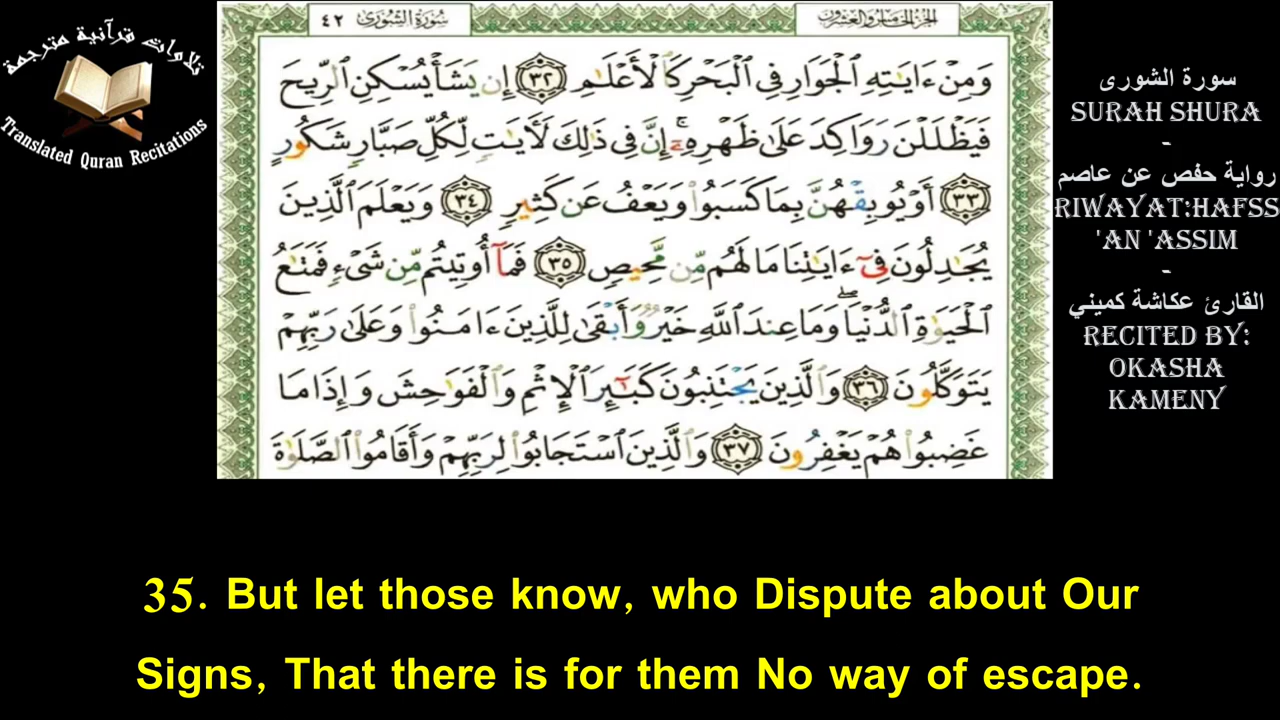 تلاوات قرآنية مترجمة
Translated Quran Recitations
سُورَةُ الشُّورَىٰ ٤٢
الجزء الخامس والعشرون
وَمِنْ ءَايَٰتِهِ ٱلْجَوَارِ فِى ٱلْبَحْرِ كَٱلْأَعْلَٰمِ ٣٢ إِن يَشَأْ يُسْكِنِ ٱلرِّيحَ
فَيَظْلَلْنَ رَوَاكِدَ عَلَىٰ ظَهْرِهِۦٓ ۚ إِنَّ فِى ذَٰلِكَ لَءَايَٰتٍ لِّكُلِّ صَبَّارٍ شَكُورٍ
٣٣ أَوْ يُوبِقْهُنَّ بِمَا كَسَبُوا۟ وَيَعْفُ عَن كَثِيرٍ ٣٤ وَيَعْلَمَ ٱلَّذِينَ
يُجَٰدِلُونَ فِىٓ ءَايَٰتِنَا مَا لَهُم مِّن مَّحِيصٍ ٣٥ فَمَآ أُوتِيتُم مِّن شَىْءٍ فَمَتَٰعُ
ٱلْحَيَوٰةِ ٱلدُّنْيَا ۖ وَمَا عِندَ ٱللَّهِ خَيْرٌ وَأَبْقَىٰ لِلَّذِينَ ءَامَنُوا۟ وَعَلَىٰ رَبِّهِمْ
يَتَوَكَّلُونَ ٣٦ وَٱلَّذِينَ يَجْتَنِبُونَ كَبَٰٓئِرَ ٱلْإِثْمِ وَٱلْفَوَٰحِشَ وَإِذَا مَا
غَضِبُوا۟ هُمْ يَغْفِرُونَ ٣٧ وَٱلَّذِينَ ٱسْتَجَابُوا۟ لِرَبِّهِمْ وَأَقَامُوا۟ ٱلصَّلَوٰةَ
سورة الشورى
SURAH SHURA
-
رواية حفص عن عاصم
RIWAYAT:HAFSS
'AN 'ASSIM
-
القارئ عكاشة كميني
RECITED BY:
OKASHA
KAMENY
35. But let those know, who Dispute about Our
Signs, That there is for them No way of escape.